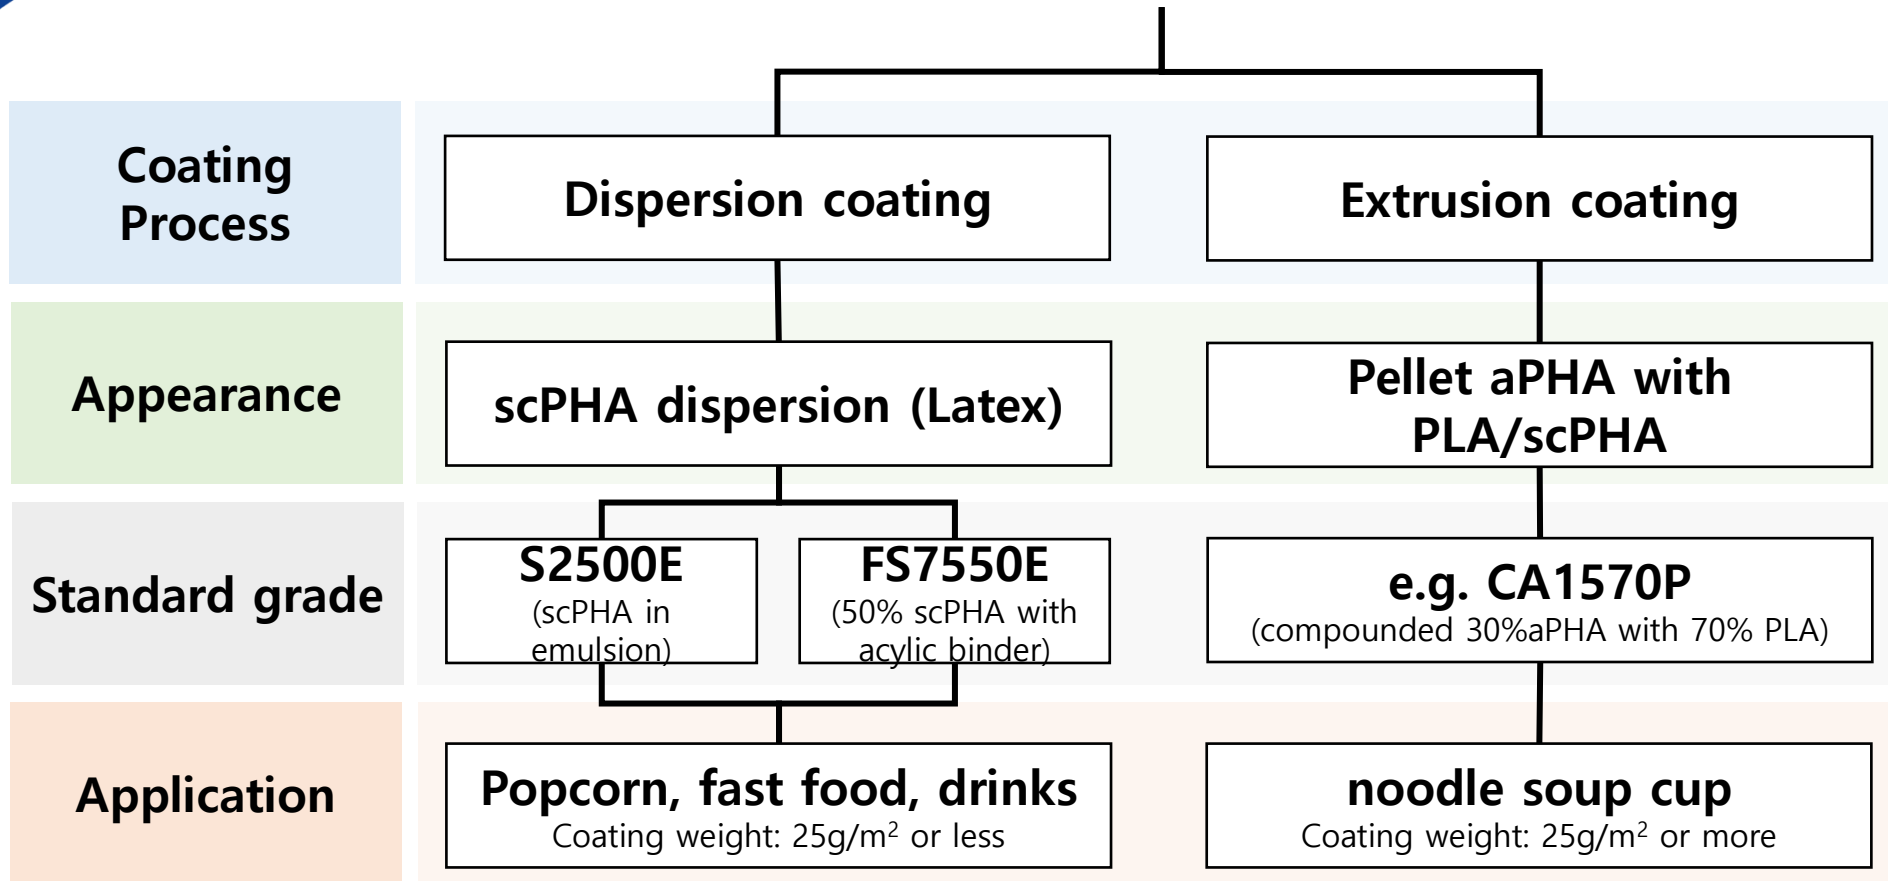 Coating
Process
Dispersion coating
Extrusion coating
Appearance
scPHA dispersion (Latex)
Pellet aPHA with
PLA/scPHA
Standard grade
S2500E
(scPHA in
emulsion)
FS7550E
(50% scPHA with
acylic binder)
e.g. CA1570P
(compounded 30%aPHA with 70% PLA)
Application
Popcorn, fast food, drinks
Coating weight: 25g/m² or less
noodle soup cup
Coating weight: 25g/m² or more